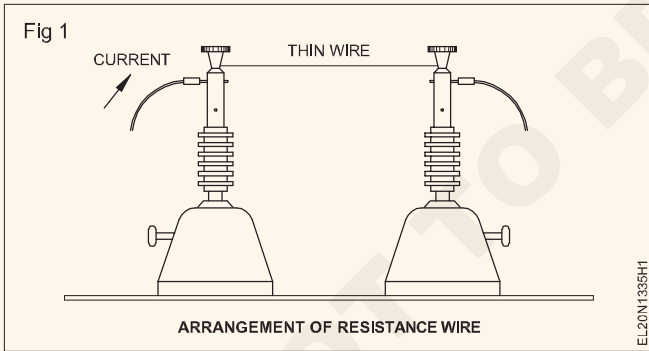 Fig 1
CURRENT
THIN WIRE
ARRANGEMENT OF RESISTANCE WIRE
EL20N1335H1